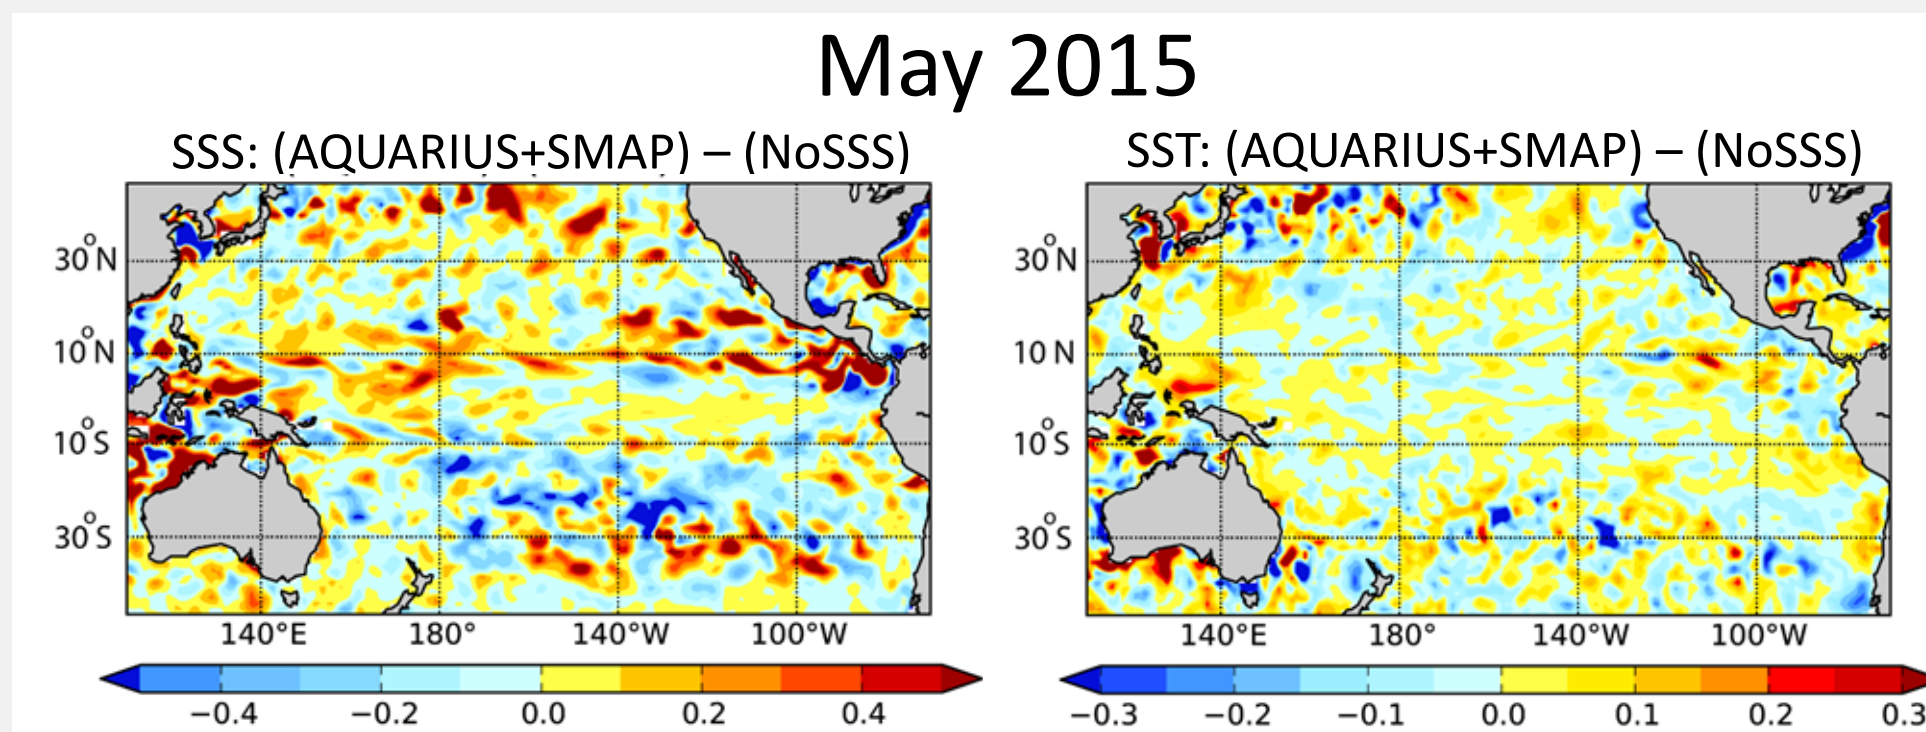 May 2015
SSS: (AQUARIUS+SMAP) – (NoSSS)
SST: (AQUARIUS+SMAP) – (NoSSS)
30°N
10°N
10°S
30°S
140°E 180° 140°W 100°W
−0.4 −0.2 0.0 0.2 0.4
30°N
10°N
10°S
30°S
140°E 180° 140°W 100°W
−0.3 −0.2 −0.1 0.0 0.1 0.2 0.3